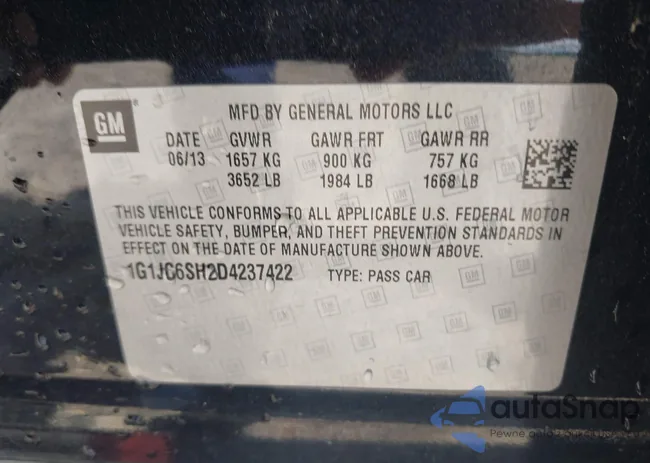 GM
MFD BY GENERAL MOTORS LLC
DATE GVWR GAWR FRT GAWR RR
06/13 1657 KG 900 KG 757 KG
3652 LB 1984 LB 1668 LB
THIS VEHICLE CONFORMS TO ALL APPLICABLE U.S. FEDERAL MOTOR
VEHICLE SAFETY, BUMPER, AND THEFT PREVENTION STANDARDS IN
EFFECT ON THE DATE OF MANUFACTURE SHOWN ABOVE.
1G1JC6SH2D4237422 TYPE: PASS CAR
autoSnap
Pewne auto